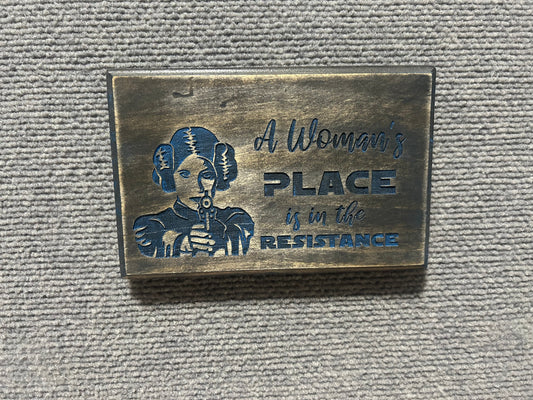 A Woman's
PLACE
is in the
RESISTANCE